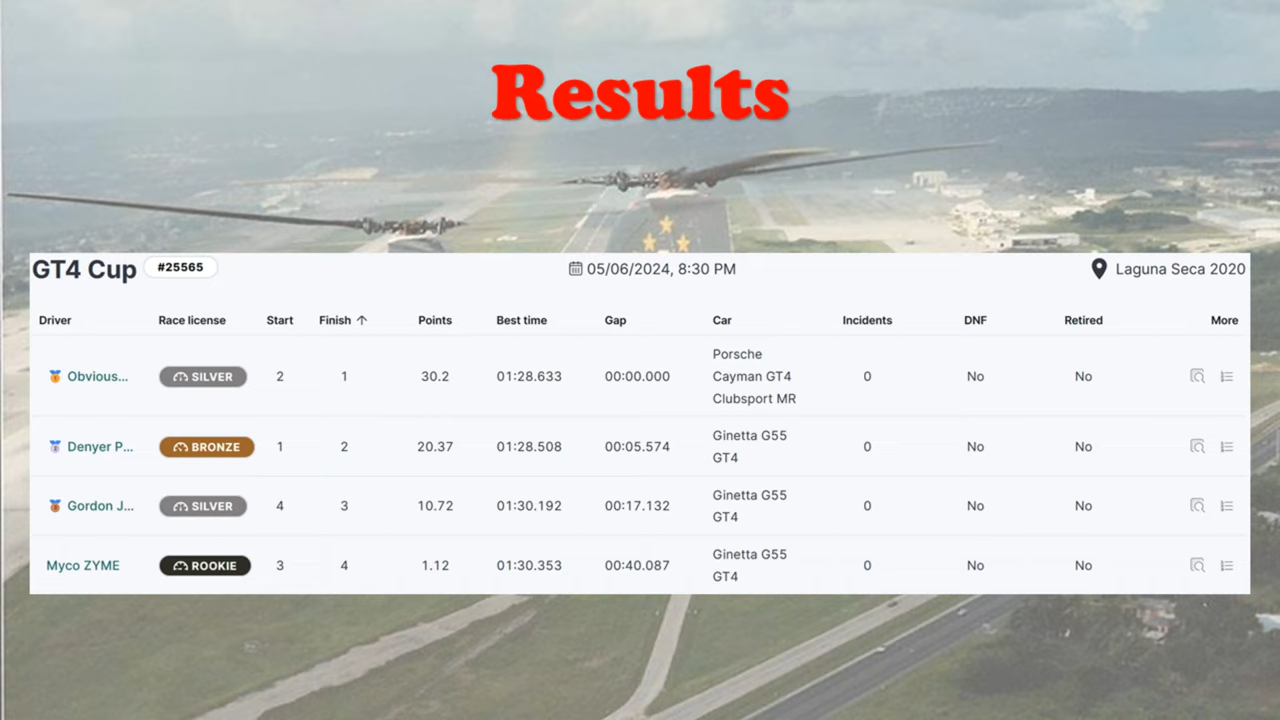 Results
GT4 Cup #25565 05/06/2024, 8:30 PM Laguna Seca 2020
Driver Race license Start Finish ↑ Points Best time Gap Car Incidents DNF Retired More
Obvious... SILVER 2 1 30.2 01:28.633 00:00.000 Porsche Cayman GT4 Clubsport MR 0 No No
Denyer P... BRONZE 1 2 20.37 01:28.508 00:05.574 Ginetta G55 GT4 0 No No
Gordon J... SILVER 4 3 10.72 01:30.192 00:17.132 Ginetta G55 GT4 0 No No
Myco ZYME ROOKIE 3 4 1.12 01:30.353 00:40.087 Ginetta G55 GT4 0 No No